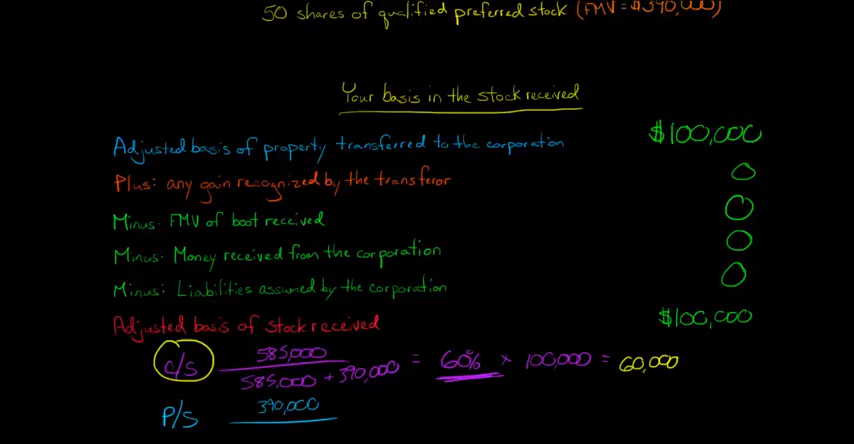 50 shares of qualified preferred stock (FMV = $390,000)
Your basis in the stock received
Adjusted basis of property transferred to the corporation $100,000
Plus: any gain recognized by the transferor 0
Minus: FMV of boot received 0
Minus: Money received from the corporation 0
Minus: Liabilities assumed by the corporation 0
Adjusted basis of stock received $100,000
C/S 585,000 / 585,000 + 390,000 = 60% × 100,000 = 60,000
P/S 390,000